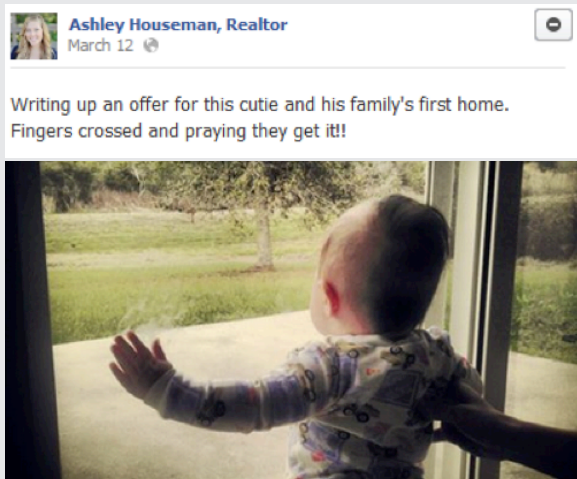 Ashley Houseman, Realtor
March 12
Writing up an offer for this cutie and his family's first home.
Fingers crossed and praying they get it!!